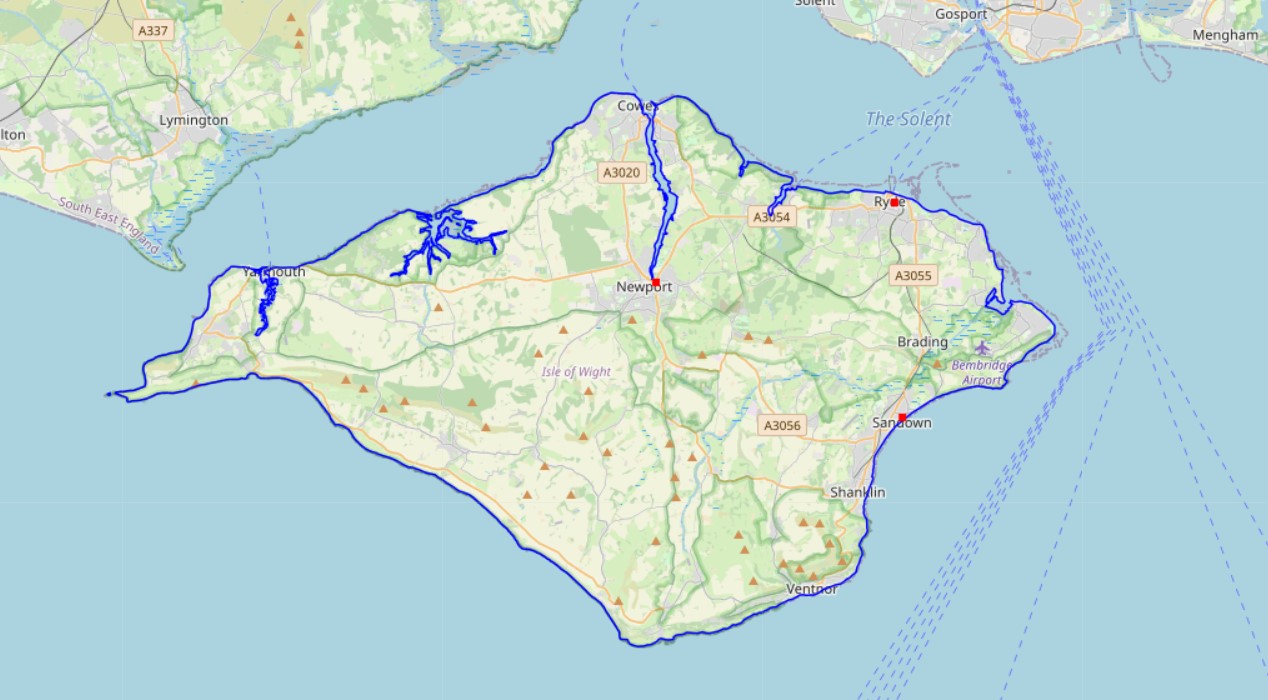 Solent
Gosport
A337
Mengham
Cowes
Lymington
The Solent
lton
A3020
South East England
Ryde
A3054
Yarmouth
A3055
Newport
Brading
Bembridge
Airport
Isle of Wight
Sandown
A3056
Shanklin
Ventnor